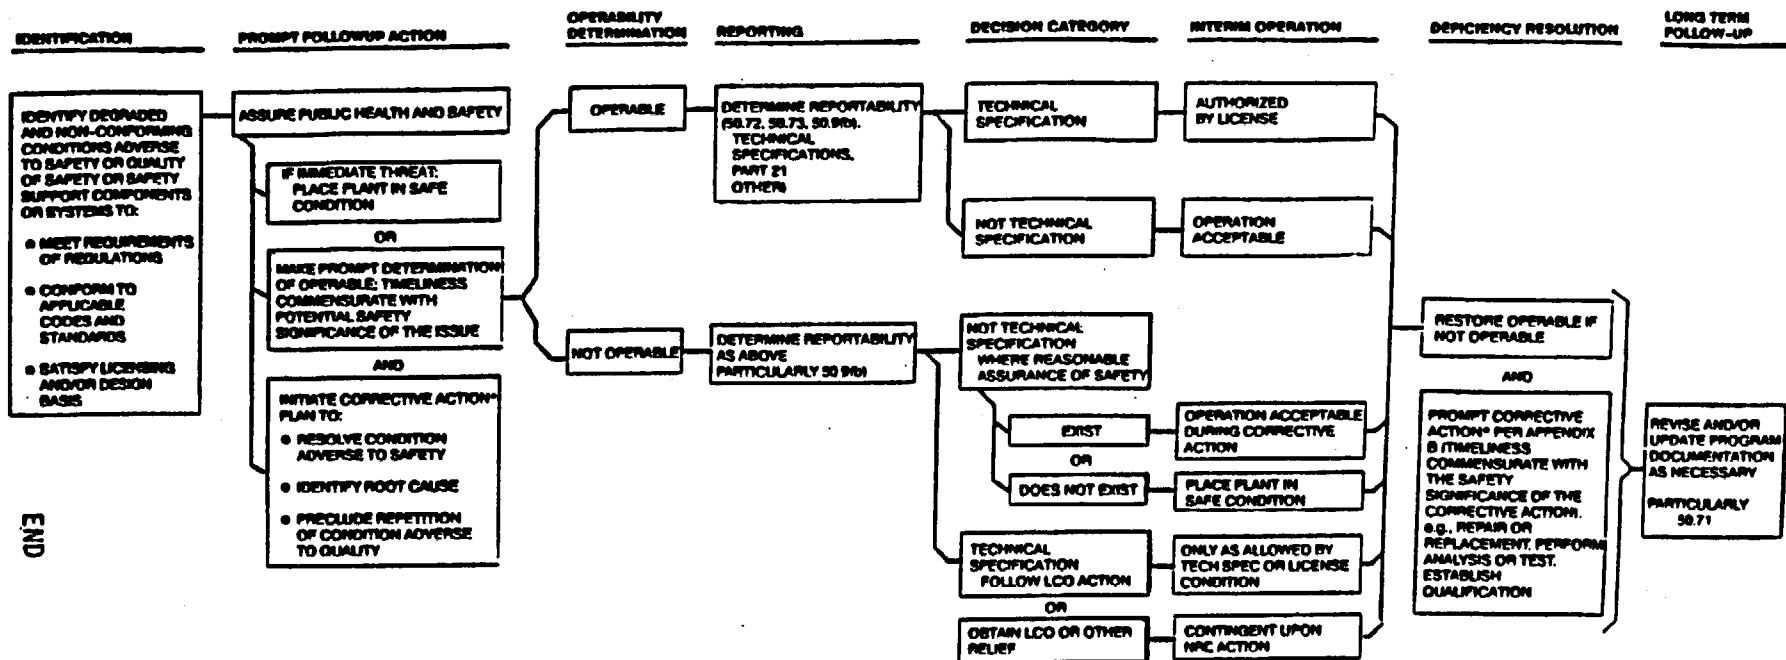 IDENTIFICATION
PROMPT FOLLOWUP ACTION
OPERABILITY
DETERMINATION
REPORTING
DECISION CATEGORY
INTERIM OPERATION
DEFICIENCY RESOLUTION
LONG TERM
FOLLOW-UP
IDENTIFY DEGRADED
AND NON-CONFORMING
CONDITIONS ADVERSE
TO SAFETY OR QUALITY
OF SAFETY OR SAFETY
SUPPORT COMPONENTS
OR SYSTEMS TO:
• MEET REQUIREMENTS
OF REGULATIONS
• CONFORM TO
APPLICABLE
CODES AND
STANDARDS
• SATISFY LICENSING
AND/OR DESIGN
BASIS
ASSURE PUBLIC HEALTH AND SAFETY
IF IMMEDIATE THREAT:
PLACE PLANT IN SAFE
CONDITION
OR
MAKE PROMPT DETERMINATION
OF OPERABLE; TIMELINESS
COMMENSURATE WITH
POTENTIAL SAFETY
SIGNIFICANCE OF THE ISSUE
AND
INITIATE CORRECTIVE ACTION*
PLAN TO:
• RESOLVE CONDITION
ADVERSE TO SAFETY
• IDENTIFY ROOT CAUSE
• PRECLUDE REPETITION
OF CONDITION ADVERSE
TO QUALITY
OPERABLE
NOT OPERABLE
DETERMINE REPORTABILITY
(50.72, 50.73, 50.9(b),
TECHNICAL
SPECIFICATIONS,
PART 21
OTHER)
DETERMINE REPORTABILITY
AS ABOVE
PARTICULARLY 50.9(b)
TECHNICAL
SPECIFICATION
NOT TECHNICAL
SPECIFICATION
NOT TECHNICAL
SPECIFICATION
WHERE REASONABLE
ASSURANCE OF SAFETY
EXIST
OR
DOES NOT EXIST
TECHNICAL
SPECIFICATION
FOLLOW LCO ACTION
OR
OBTAIN LCO OR OTHER
RELIEF
AUTHORIZED
BY LICENSE
OPERATION
ACCEPTABLE
OPERATION ACCEPTABLE
DURING CORRECTIVE
ACTION
PLACE PLANT IN
SAFE CONDITION
ONLY AS ALLOWED BY
TECH SPEC OR LICENSE
CONDITION
CONTINGENT UPON
NRC ACTION
RESTORE OPERABLE IF
NOT OPERABLE
AND
PROMPT CORRECTIVE
ACTION* PER APPENDIX
B (TIMELINESS
COMMENSURATE WITH
THE SAFETY
SIGNIFICANCE OF THE
CORRECTIVE ACTION).
e.g., REPAIR OR
REPLACEMENT, PERFORM
ANALYSIS OR TEST,
ESTABLISH
QUALIFICATION
REVISE AND/OR
UPDATE PROGRAM
DOCUMENTATION
AS NECESSARY
PARTICULARLY
50.71
END